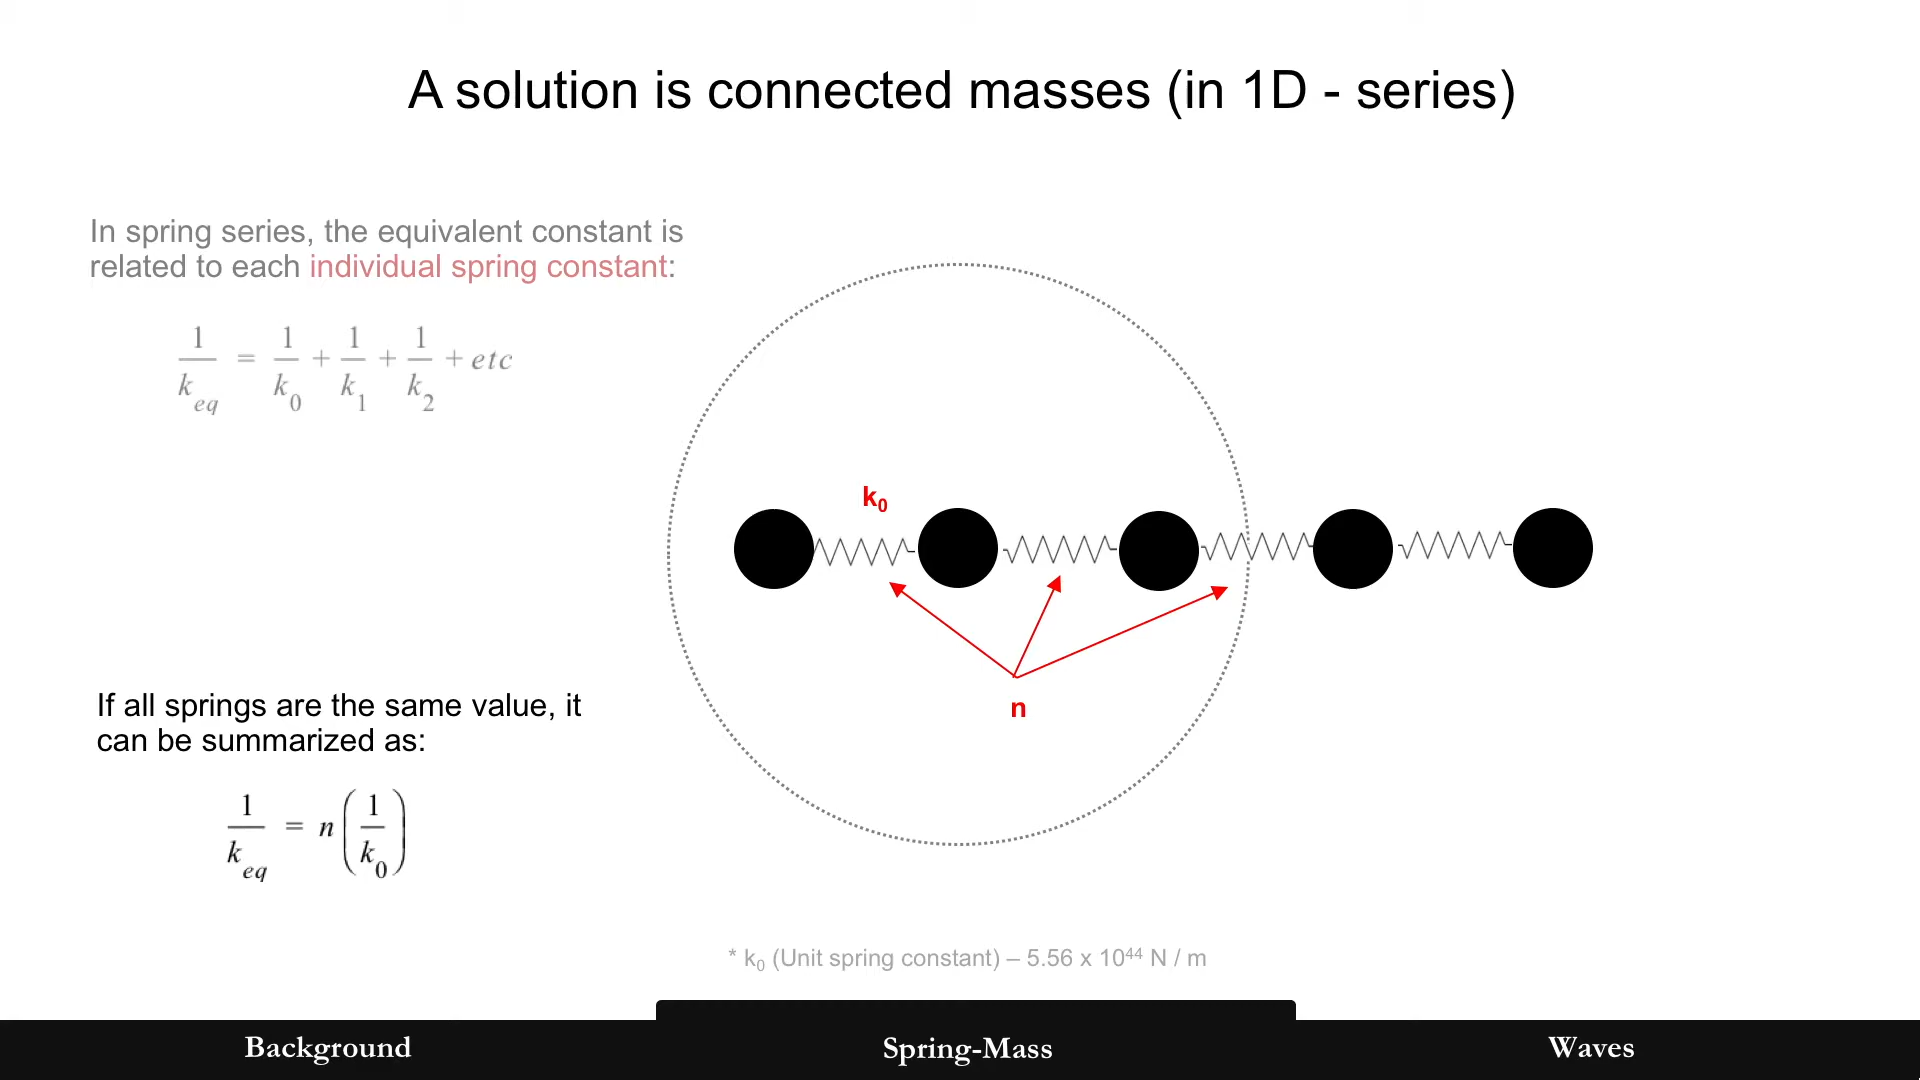 A solution is connected masses (in 1D - series)
In spring series, the equivalent constant is
related to each individual spring constant:
1/k_eq = 1/k_0 + 1/k_1 + 1/k_2 + etc
k₀
n
If all springs are the same value, it
can be summarized as:
1/k_eq = n(1/k_0)
* k₀ (Unit spring constant) – 5.56 x 10⁴⁴ N / m
Background
Spring-Mass
Waves